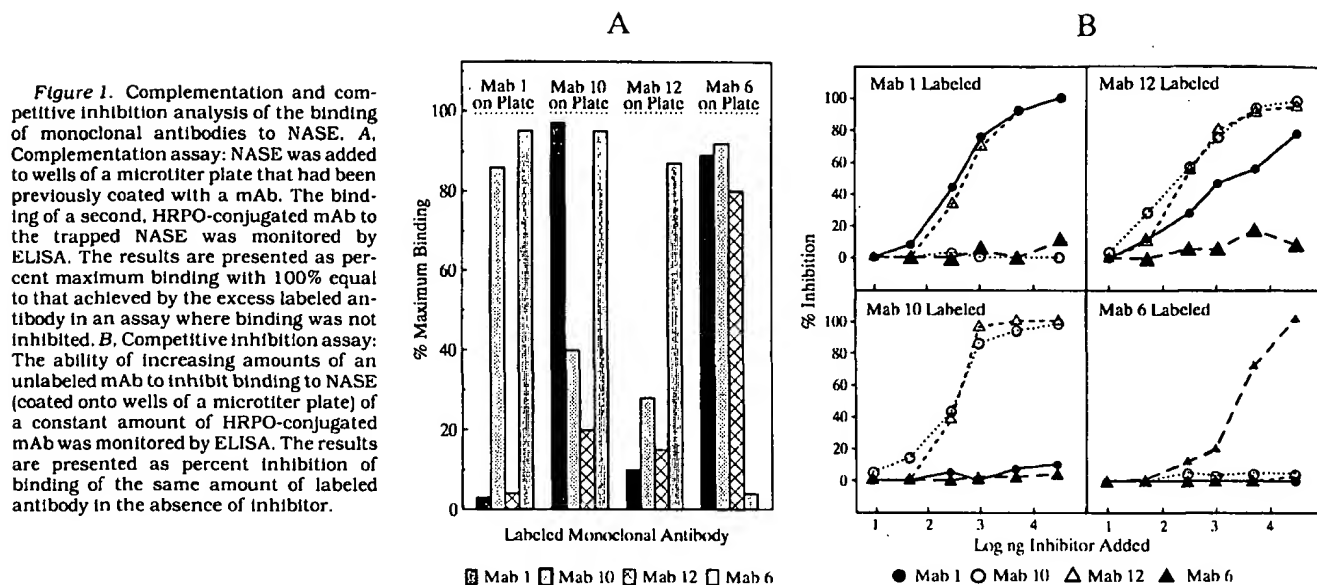 Figure 1. Complementation and com-
petitive inhibition analysis of the binding
of monoclonal antibodies to NASE. A,
Complementation assay: NASE was added
to wells of a microtiter plate that had been
previously coated with a mAb. The bind-
ing of a second, HRPO-conjugated mAb to
the trapped NASE was monitored by
ELISA. The results are presented as per-
cent maximum binding with 100% equal
to that achieved by the excess labeled an-
tibody in an assay where binding was not
inhibited. B, Competitive inhibition assay:
The ability of increasing amounts of an
unlabeled mAb to inhibit binding to NASE
(coated onto wells of a microtiter plate) of
a constant amount of HRPO-conjugated
mAb was monitored by ELISA. The results
are presented as percent inhibition of
binding of the same amount of labeled
antibody in the absence of inhibitor.
A
Mab 1 on Plate
Mab 10 on Plate
Mab 12 on Plate
Mab 6 on Plate
% Maximum Binding
100
80
60
40
20
0
Labeled Monoclonal Antibody
Mab 1 Mab 10 Mab 12 Mab 6
B
% Inhibition
Mab 1 Labeled
Mab 12 Labeled
100
80
60
40
20
0
Mab 10 Labeled
Mab 6 Labeled
100
80
60
40
20
0
1 2 3 4 1 2 3 4
Log ng Inhibitor Added
Mab 1 Mab 10 Mab 12 Mab 6